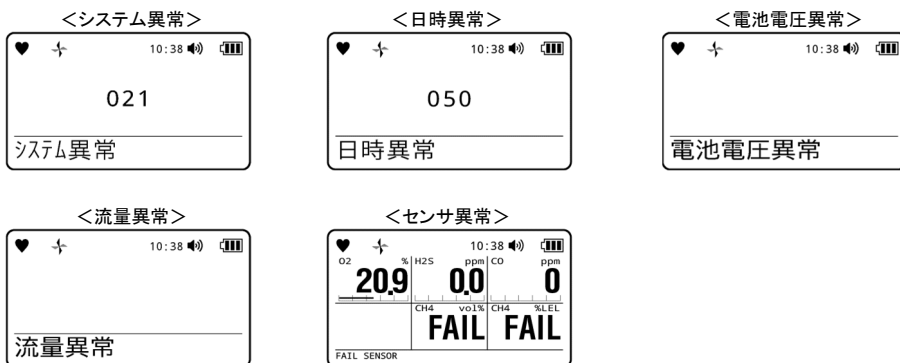 ＜システム異常＞
10:38
021
ｼｽﾃﾑ異常
＜日時異常＞
10:38
050
日時異常
＜電池電圧異常＞
10:38
電池電圧異常
＜流量異常＞
10:38
流量異常
＜センサ異常＞
10:38
O2 % H2S ppm CO ppm
20.9 0.0 0
CH4 vol% CH4 %LEL
FAIL FAIL
FAIL SENSOR